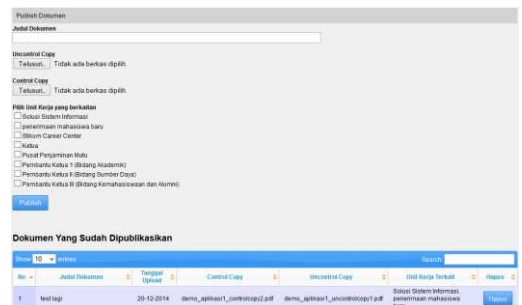 Publish Dokumen
Judul Dokumen
Uncontrol Copy
Telusuri.. Tidak ada berkas dipilih.
Control Copy
Telusuri.. Tidak ada berkas dipilih.
Pilih Unit Kerja yang berkaitan
Solusi Sistem Informasi
penerimaan mahasiswa baru
Stikom Career Center
Ketua
Pusat Penjaminan Mutu
Pembantu Ketua 1 (Bidang Akademik)
Pembantu Ketua II (Bidang Sumber Daya)
Pembantu Ketua III (Bidang Kemahasiswaan dan Alumni)
Publish
Dokumen Yang Sudah Dipublikasikan
Show 10 entries Search:
No Judul Dokumen Tanggal Upload Control Copy Uncontrol Copy Unit Kerja Terkait Hapus
1 test lagi 20-12-2014 demo_aplikasi1_controlcopy2.pdf demo_aplikasi1_uncontrolcopy1.pdf Solusi Sistem Informasi, penerimaan mahasiswa Hapus